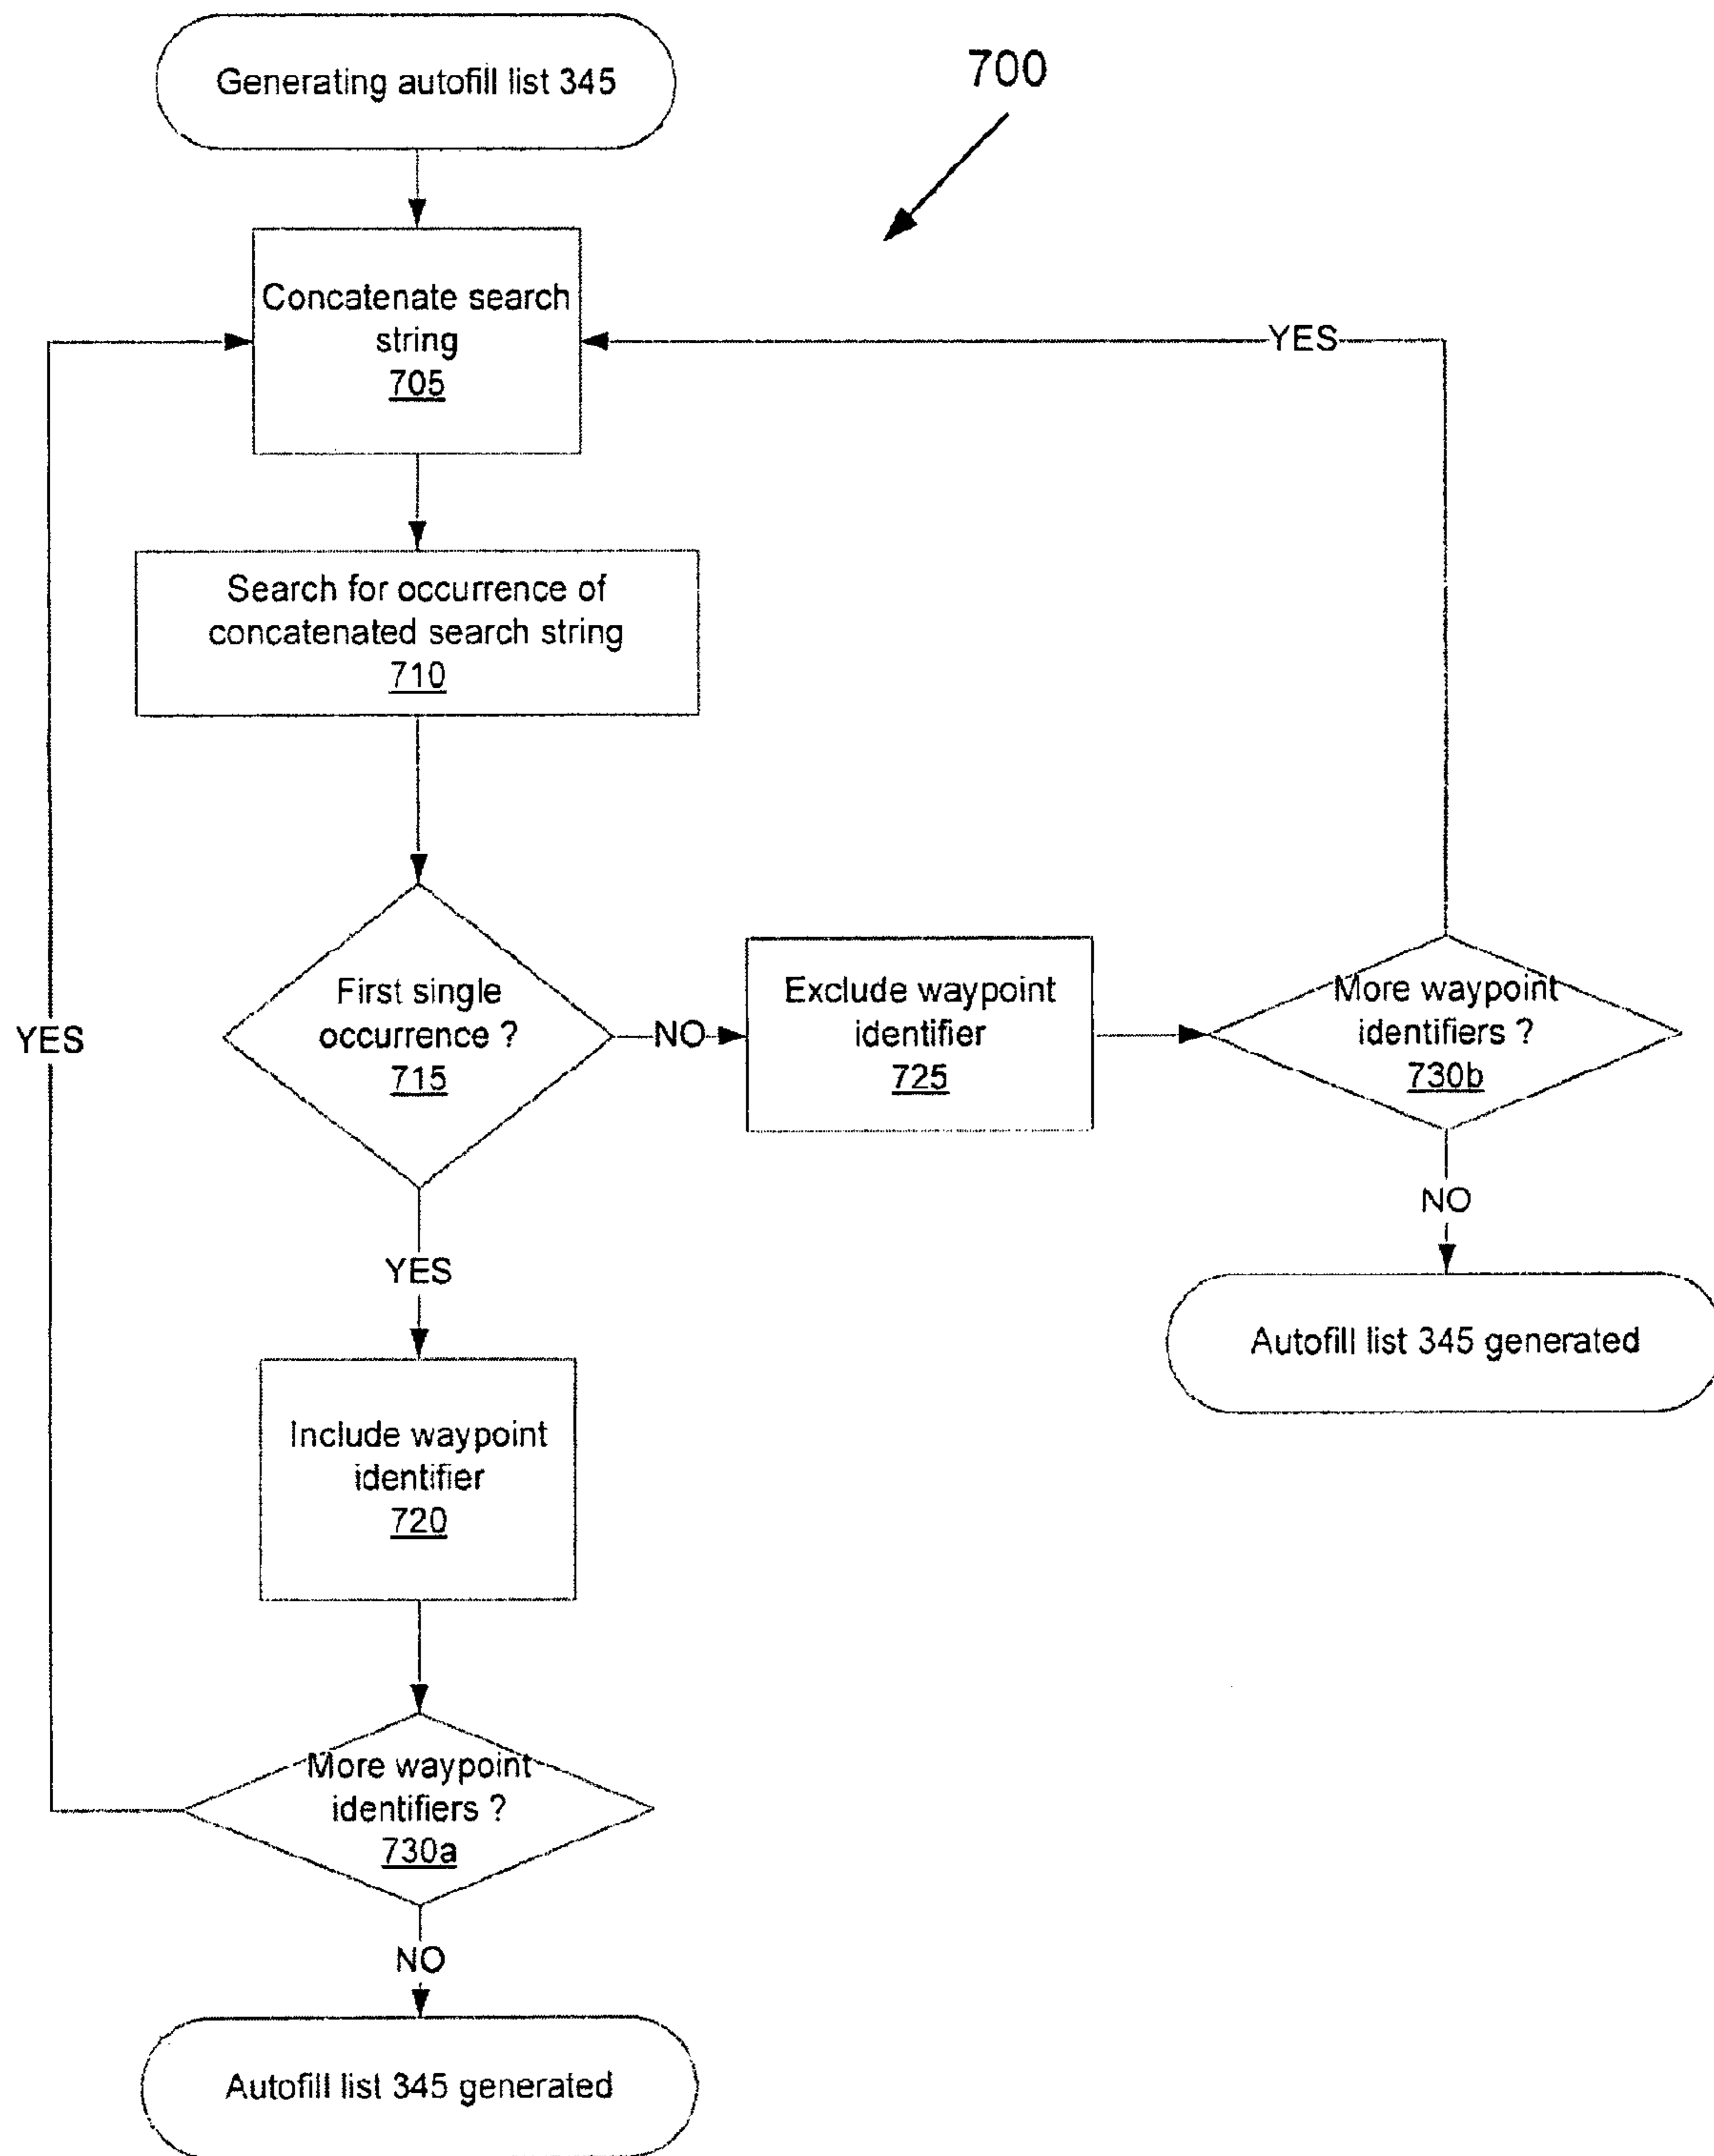 Generating autofill list 345
700
Concatenate search
string
705
YES
Search for occurrence of
concatenated search string
710
First single
occurrence ?
715
NO
Exclude waypoint
identifier
725
More waypoint
identifiers ?
730b
YES
NO
Autofill list 345 generated
YES
Include waypoint
identifier
720
More waypoint
identifiers ?
730a
NO
Autofill list 345 generated